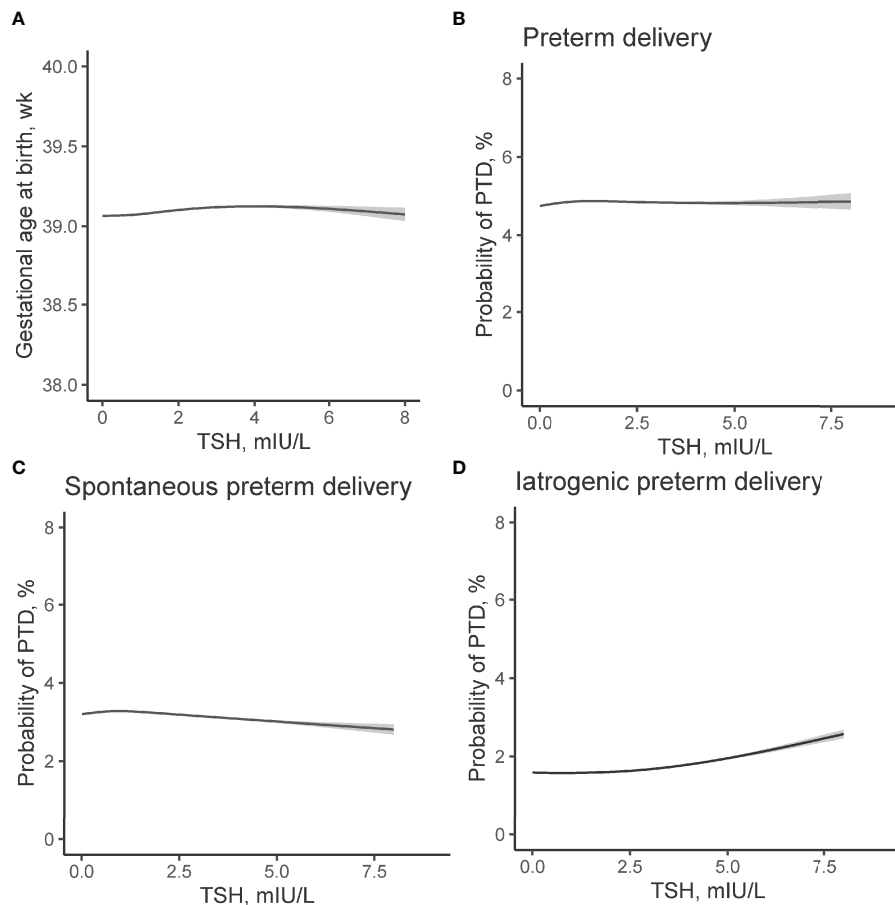 A
40.0
39.5
39.0
38.5
38.0
Gestational age at birth, wk
0 2 4 6 8
TSH, mIU/L
B
Preterm delivery
8
6
4
2
0
Probability of PTD, %
0.0 2.5 5.0 7.5
TSH, mIU/L
C
Spontaneous preterm delivery
8
6
4
2
0
Probability of PTD, %
0.0 2.5 5.0 7.5
TSH, mIU/L
D
Iatrogenic preterm delivery
8
6
4
2
0
Probability of PTD, %
0.0 2.5 5.0 7.5
TSH, mIU/L